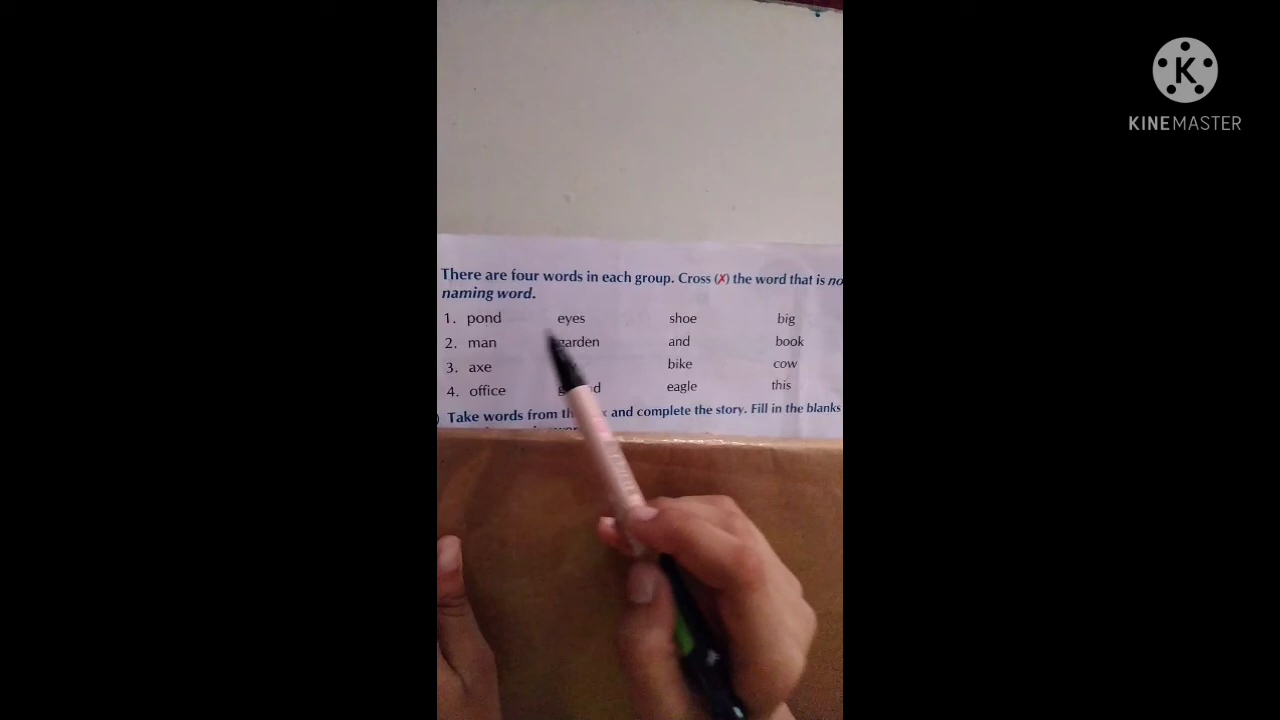 There are four words in each group. Cross (✗) the word that is
naming word.
1. pond eyes shoe big
2. man garden and book
3. axe bike cow
4. office eagle this
Take words from and complete the story. Fill in the blanks
K
KINEMASTER